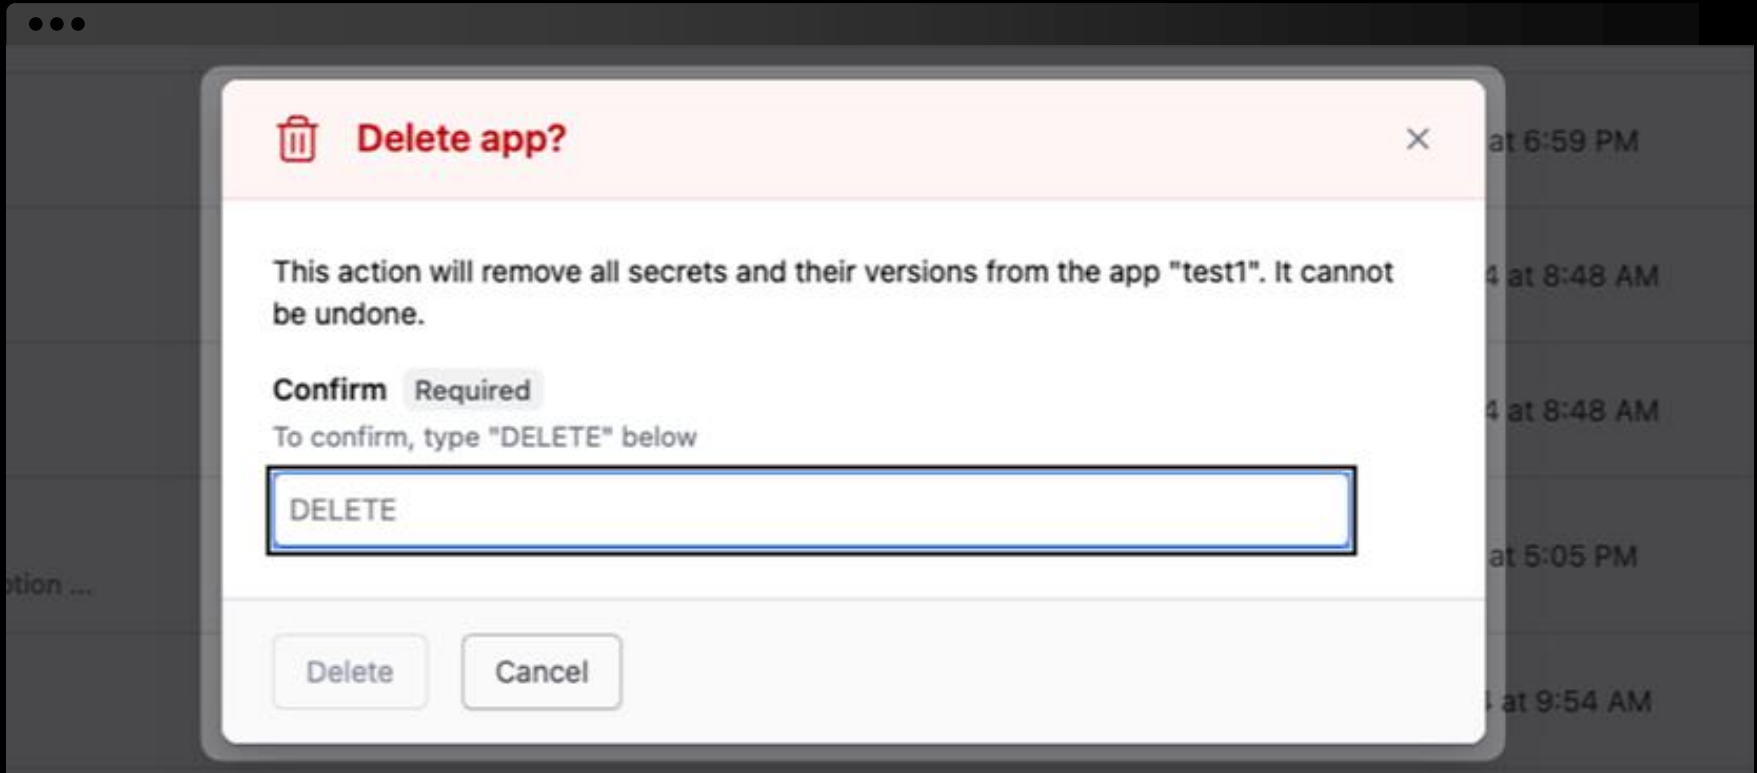 Delete app?
at 6:59 PM
This action will remove all secrets and their versions from the app "test1". It cannot
be undone.
4 at 8:48 AM
Confirm Required
4 at 8:48 AM
To confirm, type "DELETE" below
DELETE
at 5:05 PM
...
Delete Cancel
at 9:54 AM